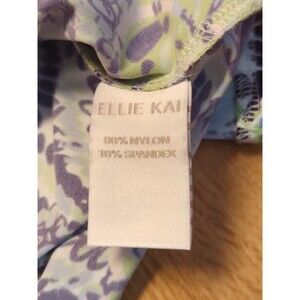 ELLIE KAI
90% NYLON
10% SPANDEX